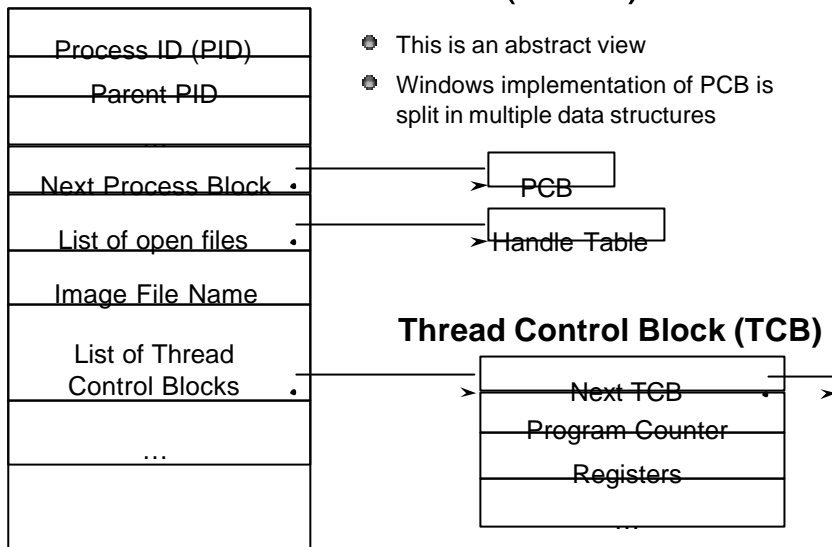 Process ID (PID)
Parent PID
...
Next Process Block
List of open files
Image File Name
List of Thread
Control Blocks
...
This is an abstract view
Windows implementation of PCB is
split in multiple data structures
PCB
Handle Table
Thread Control Block (TCB)
Next TCB
Program Counter
Registers
...